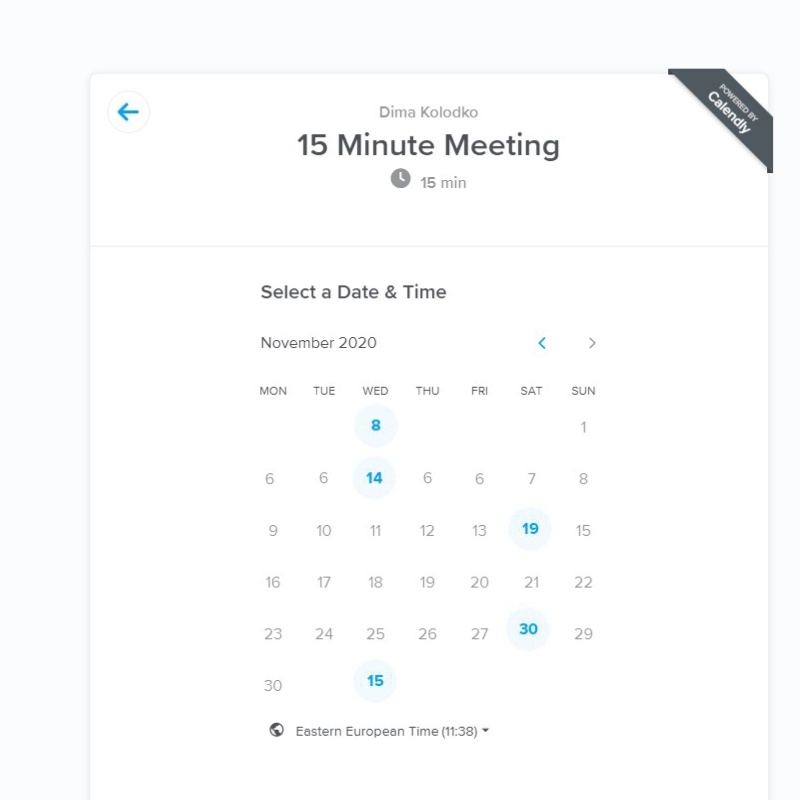 POWERED BY
Calendly
Dima Kolodko
15 Minute Meeting
15 min
Select a Date & Time
November 2020
MON TUE WED THU FRI SAT SUN
8 1
6 6 14 6 6 7 8
9 10 11 12 13 19 15
16 17 18 19 20 21 22
23 24 25 26 27 30 29
30 15
Eastern European Time (11:38)